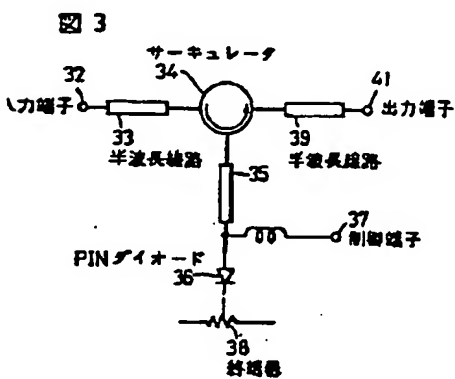 図 3
サーキュレータ
34
32
入力端子
33
半波長線路
41
出力端子
39
半波長線路
35
37
制御端子
PINダイオード
36
38
終端器